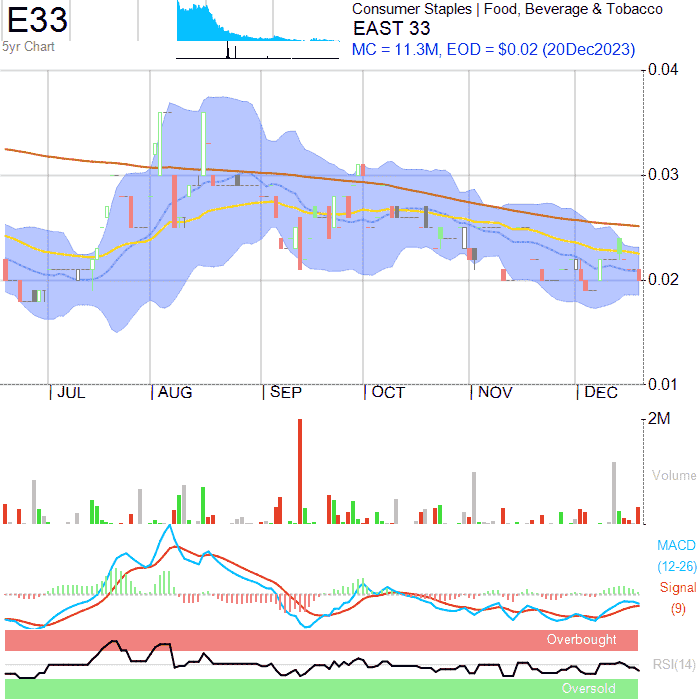 E33
5yr Chart
Consumer Staples | Food, Beverage & Tobacco
EAST 33
MC = 11.3M, EOD = $0.02 (20Dec2023)
0.04
0.03
0.02
0.01
JUL AUG SEP OCT NOV DEC
2M
Volume
MACD
(12-26)
Signal
(9)
Overbought
RSI(14)
Oversold